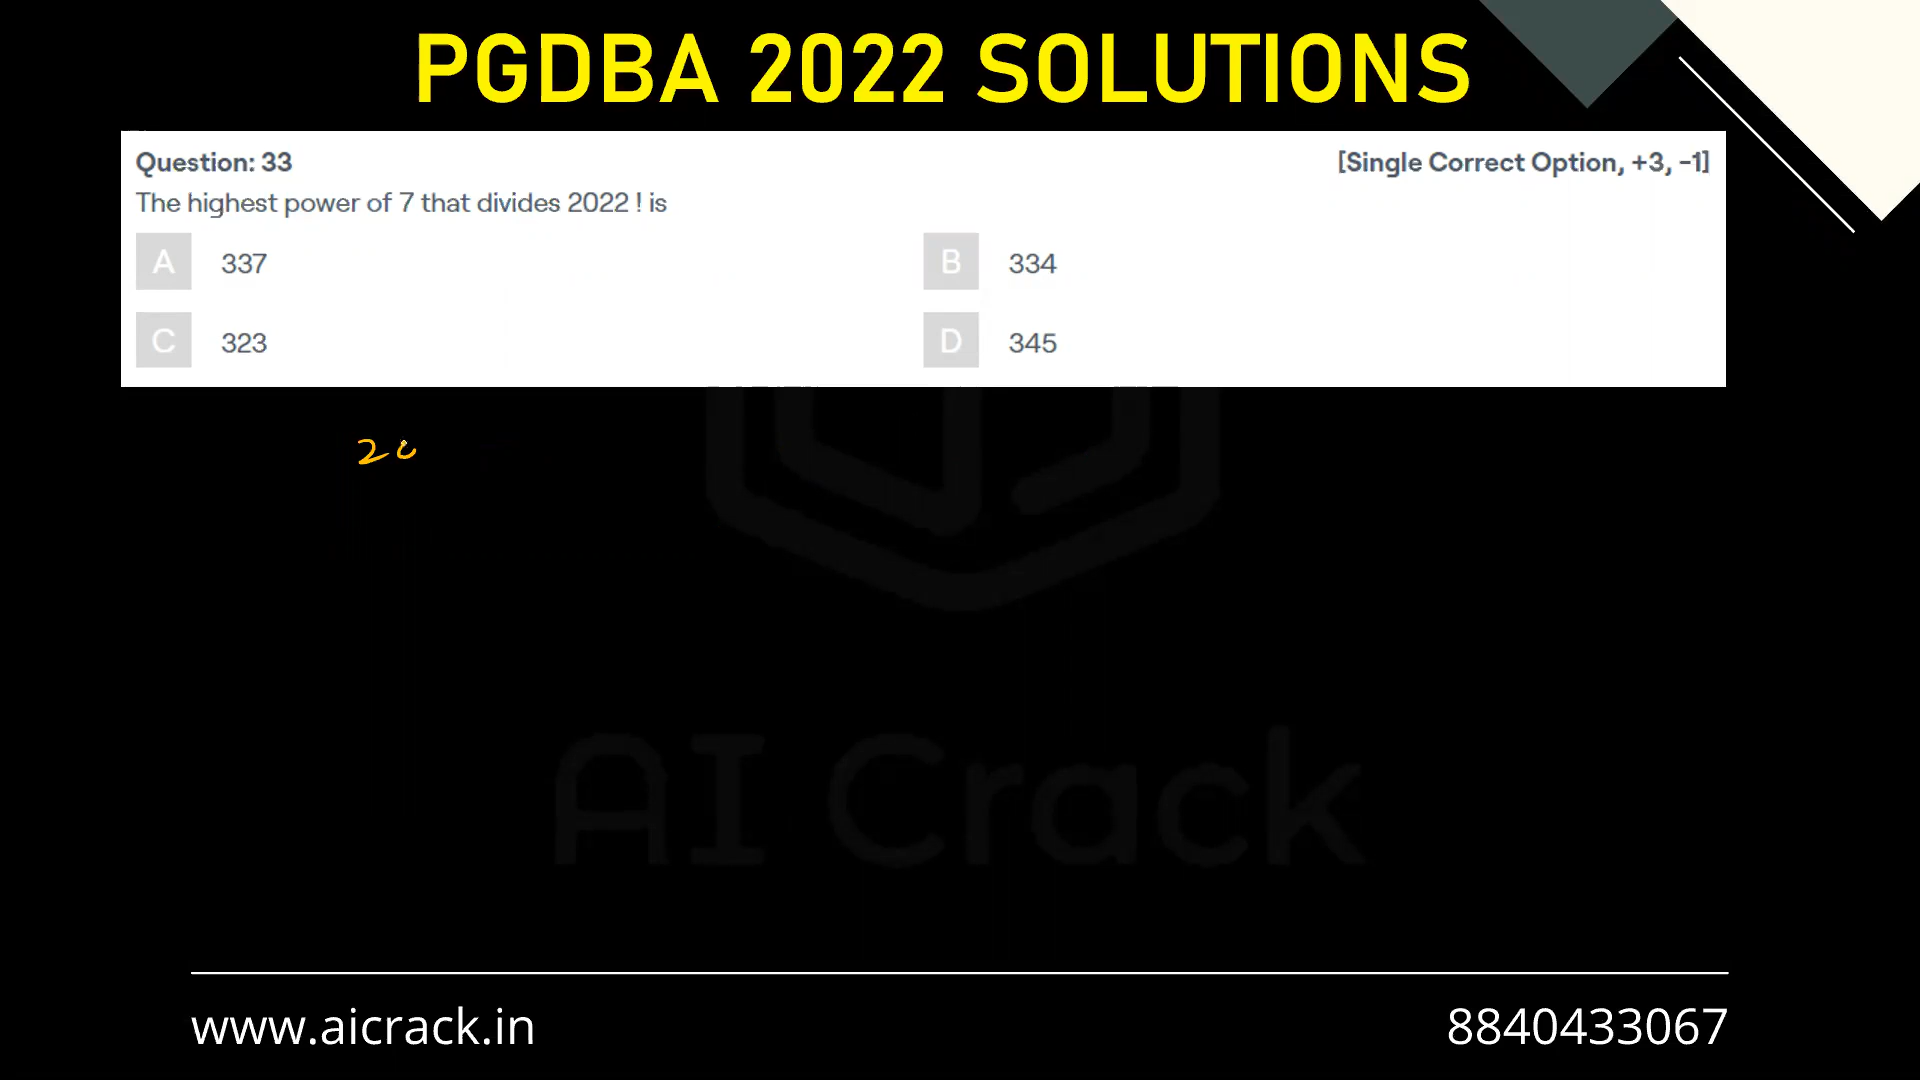 PGDBA 2022 SOLUTIONS
Question: 33 [Single Correct Option, +3, -1]
The highest power of 7 that divides 2022 ! is
A 337 B 334
C 323 D 345
20
AI Crack
www.aicrack.in 8840433067